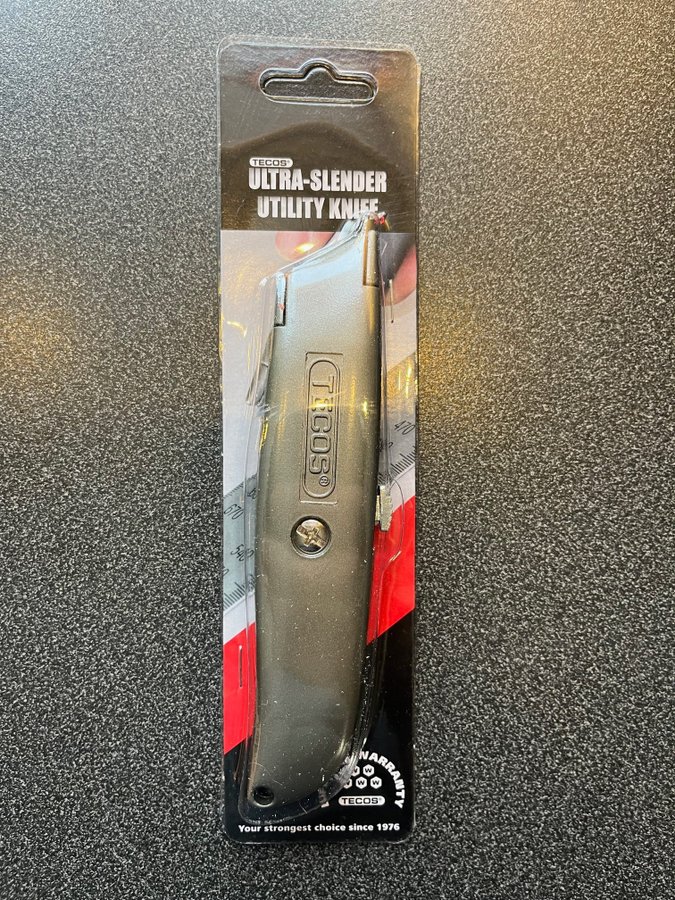 TECOS®
ULTRA-SLENDER
UTILITY KNIFE
TECOS®
WARRANTY
W W
W W W
TECOS®
Your strongest choice since 1976